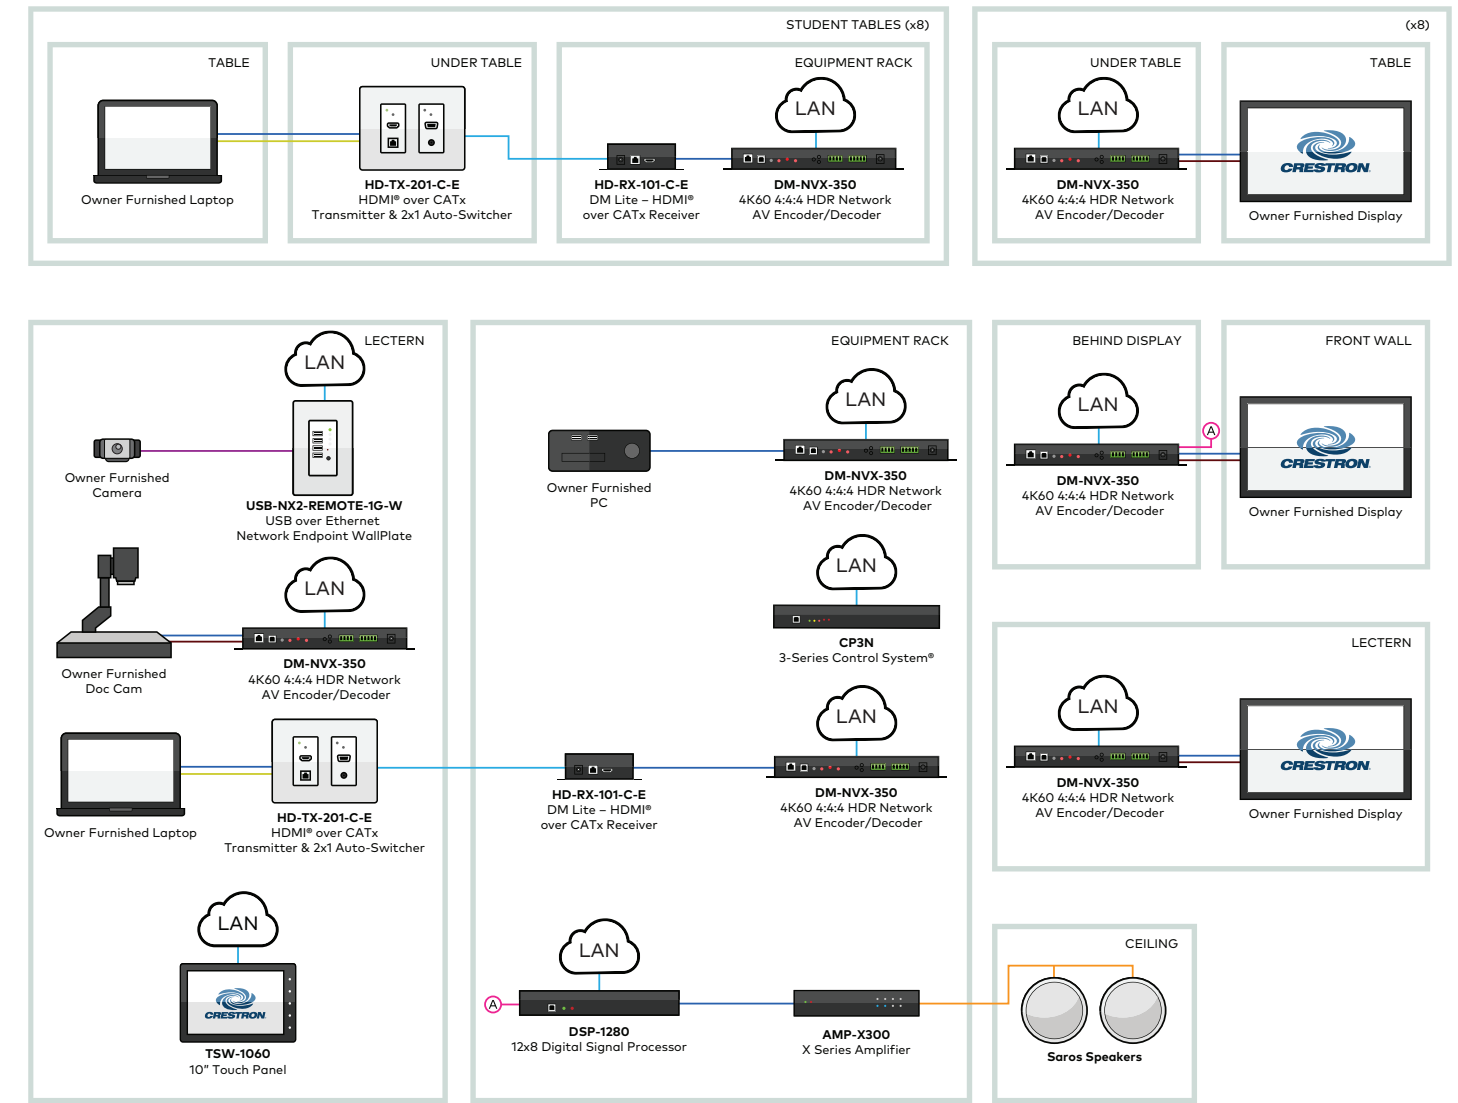 STUDENT TABLES (x8)
TABLE
Owner Furnished Laptop
UNDER TABLE
HD-TX-201-C-E
HDMI® over CATx
Transmitter & 2x1 Auto-Switcher
EQUIPMENT RACK
LAN
HD-RX-101-C-E
DM Lite – HDMI®
over CATx Receiver
DM-NVX-350
4K60 4:4:4 HDR Network
AV Encoder/Decoder
(x8)
UNDER TABLE
LAN
DM-NVX-350
4K60 4:4:4 HDR Network
AV Encoder/Decoder
TABLE
CRESTRON
Owner Furnished Display
LECTERN
LAN
Owner Furnished
Camera
USB-NX2-REMOTE-1G-W
USB over Ethernet
Network Endpoint WallPlate
LAN
Owner Furnished
Doc Cam
DM-NVX-350
4K60 4:4:4 HDR Network
AV Encoder/Decoder
Owner Furnished Laptop
HD-TX-201-C-E
HDMI® over CATx
Transmitter & 2x1 Auto-Switcher
LAN
CRESTRON
TSW-1060
10" Touch Panel
EQUIPMENT RACK
LAN
Owner Furnished
PC
DM-NVX-350
4K60 4:4:4 HDR Network
AV Encoder/Decoder
LAN
CP3N
3-Series Control System®
LAN
HD-RX-101-C-E
DM Lite – HDMI®
over CATx Receiver
DM-NVX-350
4K60 4:4:4 HDR Network
AV Encoder/Decoder
LAN
A
DSP-1280
12x8 Digital Signal Processor
AMP-X300
X Series Amplifier
BEHIND DISPLAY
LAN
A
DM-NVX-350
4K60 4:4:4 HDR Network
AV Encoder/Decoder
FRONT WALL
CRESTRON
Owner Furnished Display
LECTERN
LAN
DM-NVX-350
4K60 4:4:4 HDR Network
AV Encoder/Decoder
CRESTRON
Owner Furnished Display
CEILING
Saros Speakers